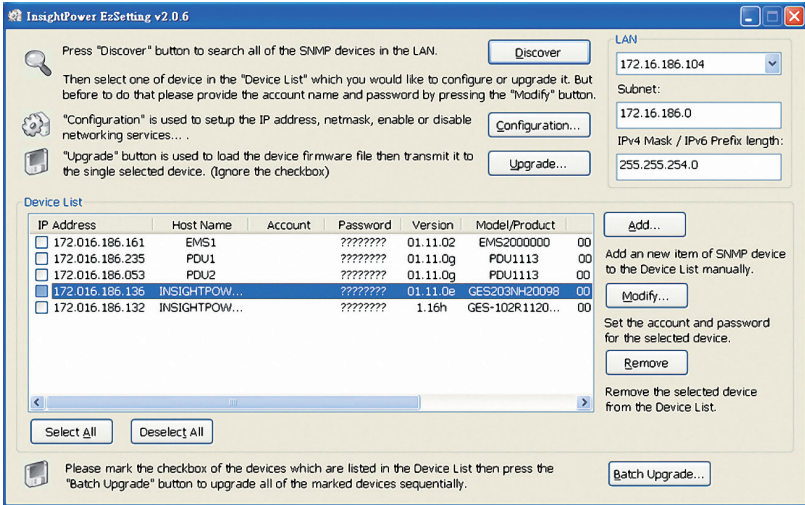 InsightPower EzSetting v2.0.6
Press "Discover" button to search all of the SNMP devices in the LAN.
Discover
Then select one of device in the "Device List" which you would like to configure or upgrade it. But
before to do that please provide the account name and password by pressing the "Modify" button.
"Configuration" is used to setup the IP address, netmask, enable or disable
networking services... .
Configuration...
"Upgrade" button is used to load the device firmware file then transmit it to
the single selected device. (Ignore the checkbox)
Upgrade...
LAN
172.16.186.104
Subnet:
172.16.186.0
IPv4 Mask / IPv6 Prefix length:
255.255.254.0
Device List
IP Address Host Name Account Password Version Model/Product
172.016.186.161 EMS1 ???????? 01.11.02 EMS2000000 00
172.016.186.235 PDU1 ???????? 01.11.0g PDU1113 00
172.016.186.053 PDU2 ???????? 01.11.0g PDU1113 00
172.016.186.136 INSIGHTPOW... ???????? 01.11.0e GES203NH20098 00
172.016.186.132 INSIGHTPOW... ???????? 1.16h GES-102R1120... 00
Add...
Add an new item of SNMP device
to the Device List manually.
Modify...
Set the account and password
for the selected device.
Remove
Remove the selected device
from the Device List.
Select All
Deselect All
Please mark the checkbox of the devices which are listed in the Device List then press the
"Batch Upgrade" button to upgrade all of the marked devices sequentially.
Batch Upgrade...